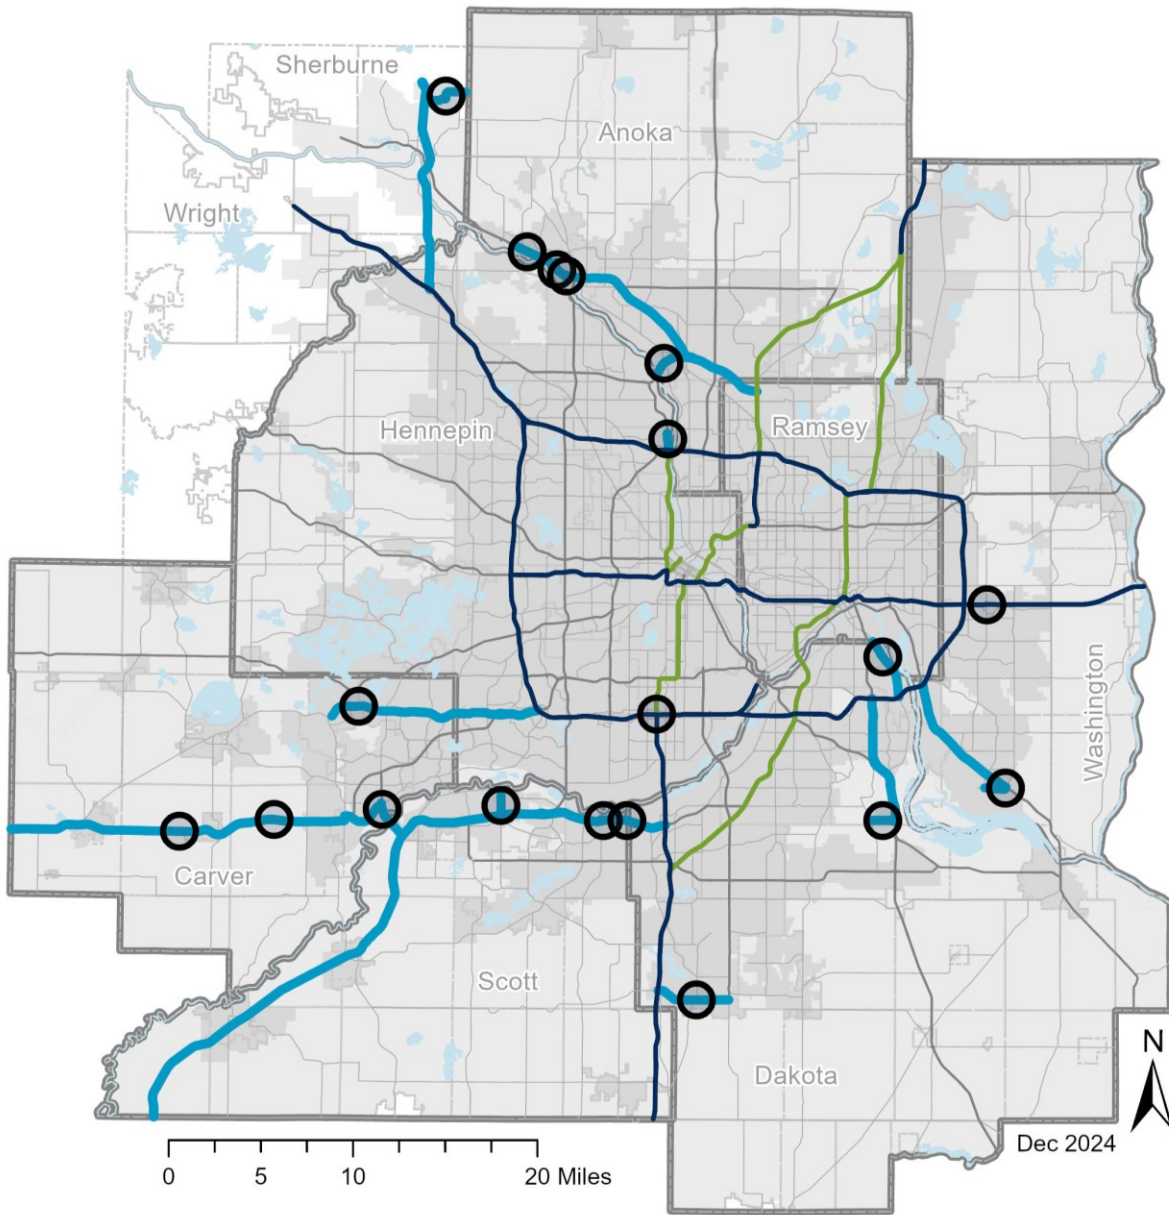 Sherburne
Anoka
Wright
Hennepin
Ramsey
Washington
Carver
Scott
Dakota
N
Dec 2024
0 5 10 20 Miles